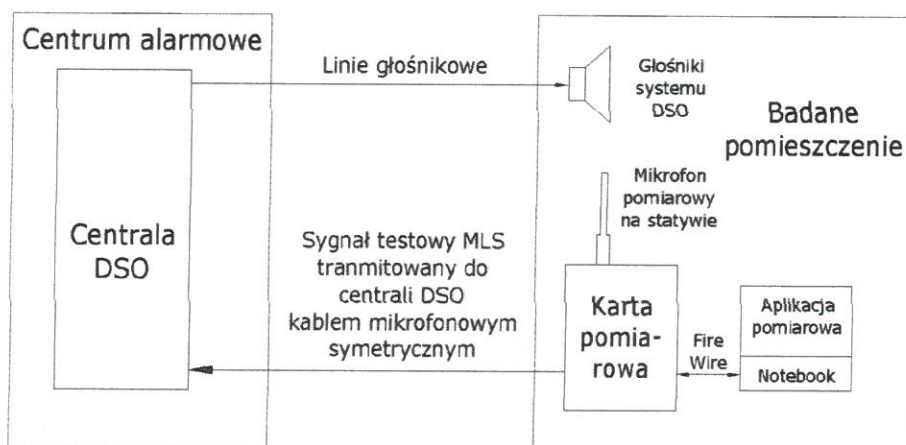 Centrum alarmowe
Centrala
DSO
Linie głośnikowe
Sygnał testowy MLS
tranmitowany do
centrali DSO
kablem mikrofonowym
symetrycznym
Głośniki
systemu
DSO
Badane
pomieszczenie
Mikrofon
pomiarowy
na statywie
Karta
pomia-
rowa
Fire
Wire
Aplikacja
pomiarowa
Notebook